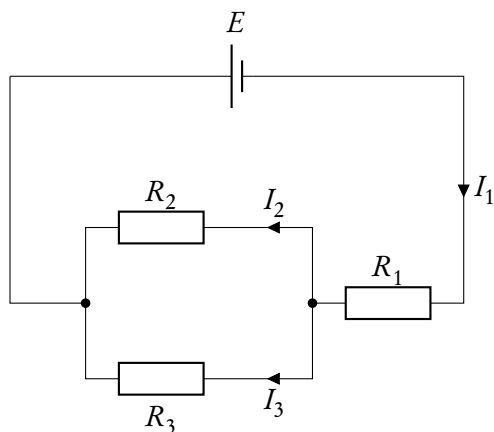 E
I₁
R₂
I₂
R₁
R₃
I₃